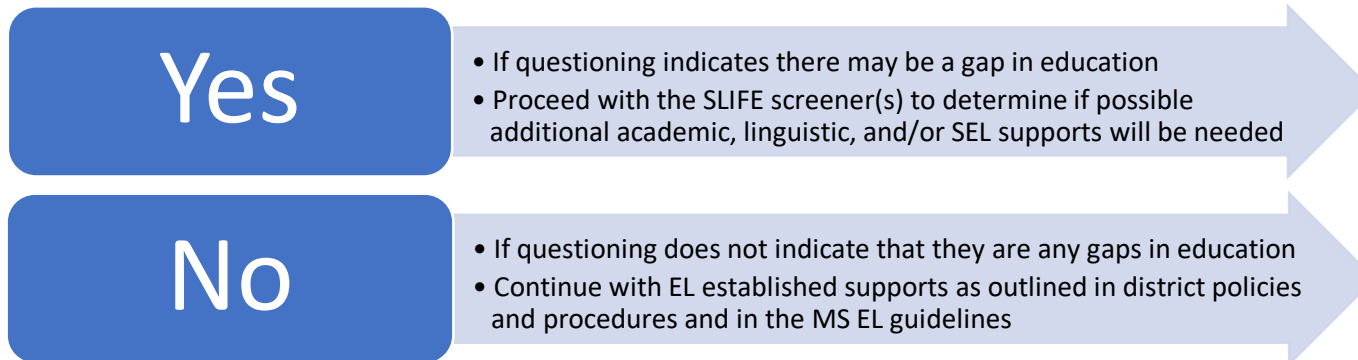 Yes
• If questioning indicates there may be a gap in education
• Proceed with the SLIFE screener(s) to determine if possible
additional academic, linguistic, and/or SEL supports will be needed
No
• If questioning does not indicate that they are any gaps in education
• Continue with EL established supports as outlined in district policies
and procedures and in the MS EL guidelines